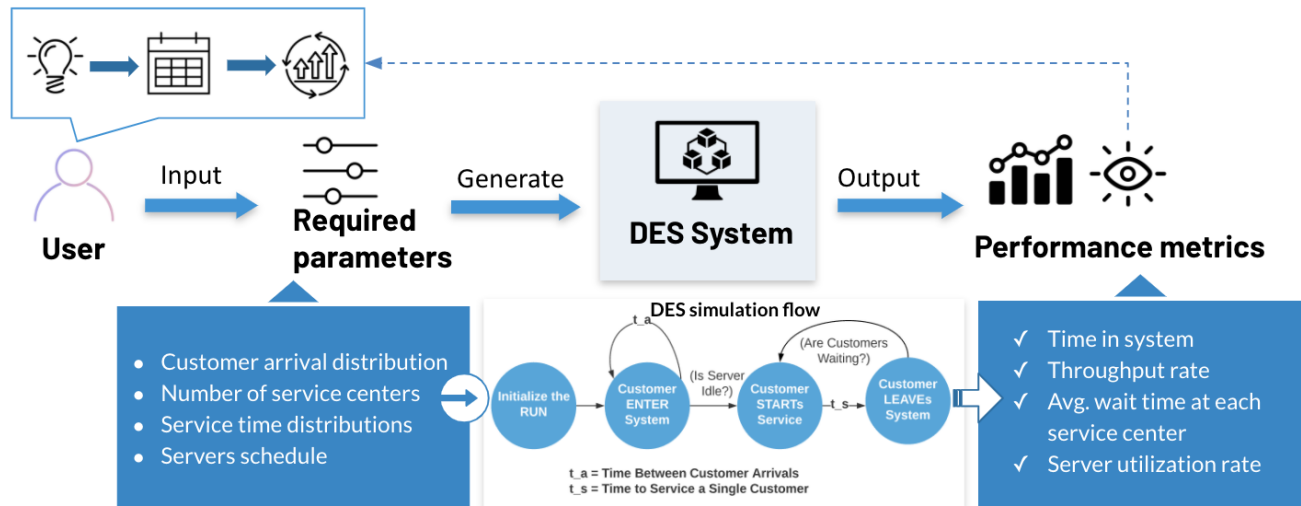 Input
Generate
Output
User
Required
parameters
DES System
Performance metrics
Customer arrival distribution
Number of service centers
Service time distributions
Servers schedule
DES simulation flow
t_a
(Are Customers
Waiting?)
Initialize the
RUN
Customer
ENTER
System
(Is Server
Idle?)
Customer
STARTs
Service
t_s
Customer
LEAVEs
System
t_a = Time Between Customer Arrivals
t_s = Time to Service a Single Customer
Time in system
Throughput rate
Avg. wait time at each
service center
Server utilization rate